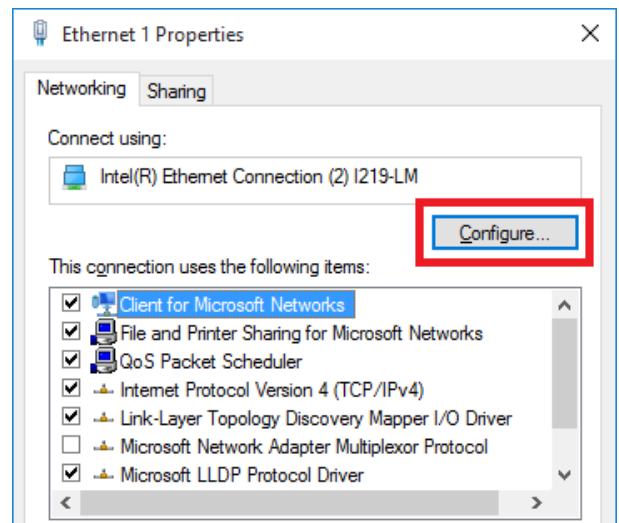 Ethernet 1 Properties
Networking Sharing
Connect using:
Intel(R) Ethernet Connection (2) I219-LM
Configure...
This connection uses the following items:
Client for Microsoft Networks
File and Printer Sharing for Microsoft Networks
QoS Packet Scheduler
Internet Protocol Version 4 (TCP/IPv4)
Link-Layer Topology Discovery Mapper I/O Driver
Microsoft Network Adapter Multiplexor Protocol
Microsoft LLDP Protocol Driver